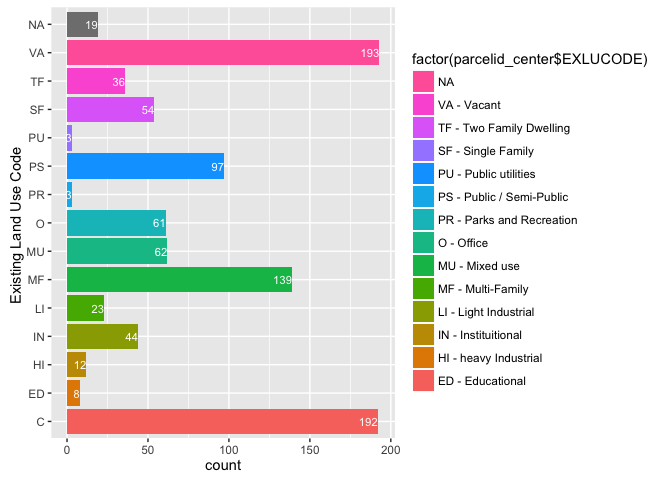 NA
19
VA
193
TF
36
SF
54
PU
3
PS
97
PR
3
O
61
MU
62
MF
139
LI
23
IN
44
HI
12
ED
8
C
192
0
50
100
150
200
count
Existing Land Use Code
factor(parcelid_center$EXLUCODE)
NA
VA - Vacant
TF - Two Family Dwelling
SF - Single Family
PU - Public utilities
PS - Public / Semi-Public
PR - Parks and Recreation
O - Office
MU - Mixed use
MF - Multi-Family
LI - Light Industrial
IN - Instituitional
HI - heavy Industrial
ED - Educational